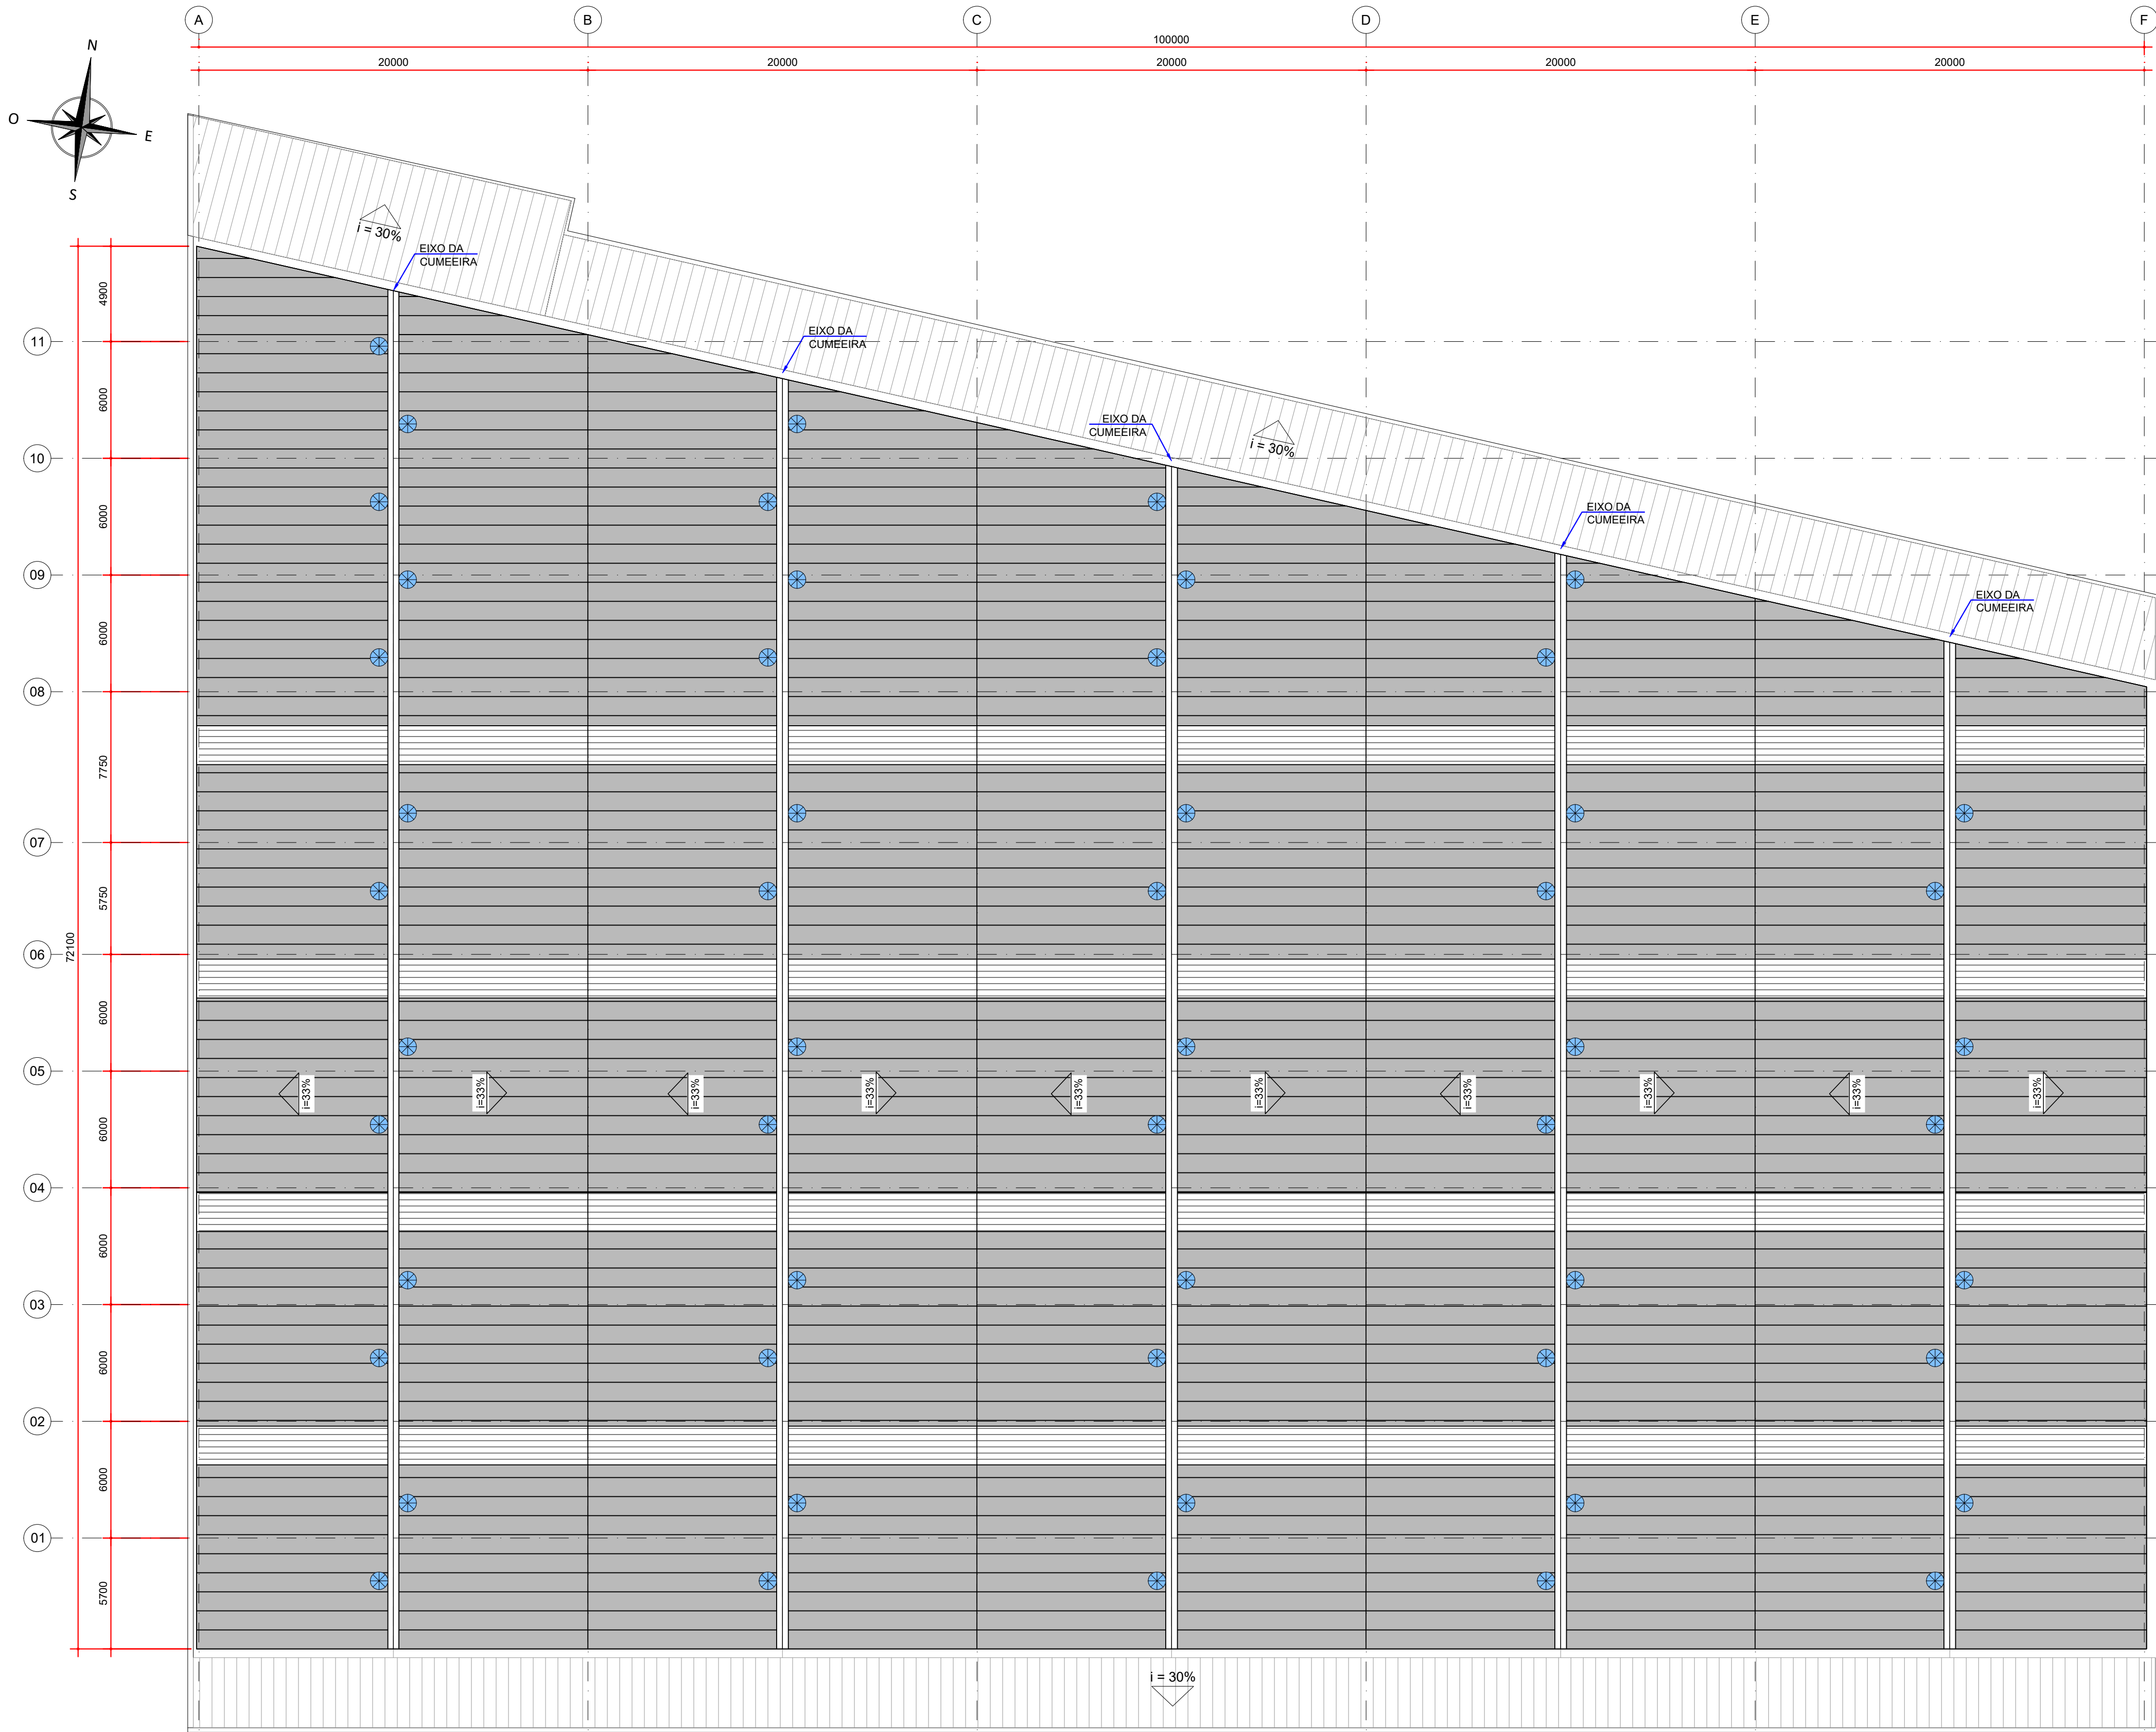 A
B
C
D
E
F
100000
20000
20000
20000
20000
20000
N
O
E
S
i = 30%
EIXO DA
CUMEEIRA
4900
11
EIXO DA
CUMEEIRA
6000
EIXO DA
CUMEEIRA
i = 30%
10
6000
EIXO DA
CUMEEIRA
09
EIXO DA
CUMEEIRA
6000
08
7750
07
5750
72100
06
6000
05
i=33%
i=33%
i=33%
i=33%
i=33%
i=33%
i=33%
i=33%
i=33%
i=33%
6000
04
6000
03
6000
02
6000
01
5700
i = 30%